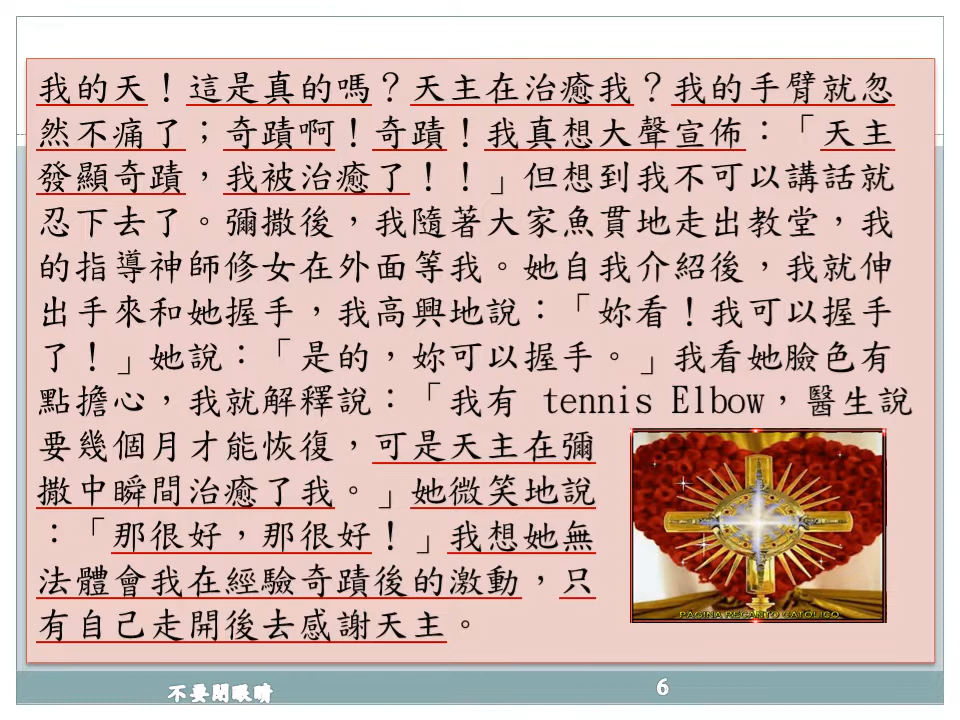 我的天！這是真的嗎？天主在治癒我？我的手臂就忽
然不痛了；奇蹟啊！奇蹟！我真想大聲宣佈：「天主
發顯奇蹟，我被治癒了！！」但想到我不可以講話就
忍下去了。彌撒後，我隨著大家魚貫地走出教堂，我
的指導神師修女在外面等我。她自我介紹後，我就伸
出手來和她握手，我高興地說：「妳看！我可以握手
了！」她說：「是的，妳可以握手。」我看她臉色有
點擔心，我就解釋說：「我有 tennis Elbow，醫生說
要幾個月才能恢復，可是天主在彌
撒中瞬間治癒了我。」她微笑地說
：「那很好，那很好！」我想她無
法體會我在經驗奇蹟後的激動，只
有自己走開後去感謝天主。
PAGINA RECANTO CATÓLICO
不要閉眼睛
6